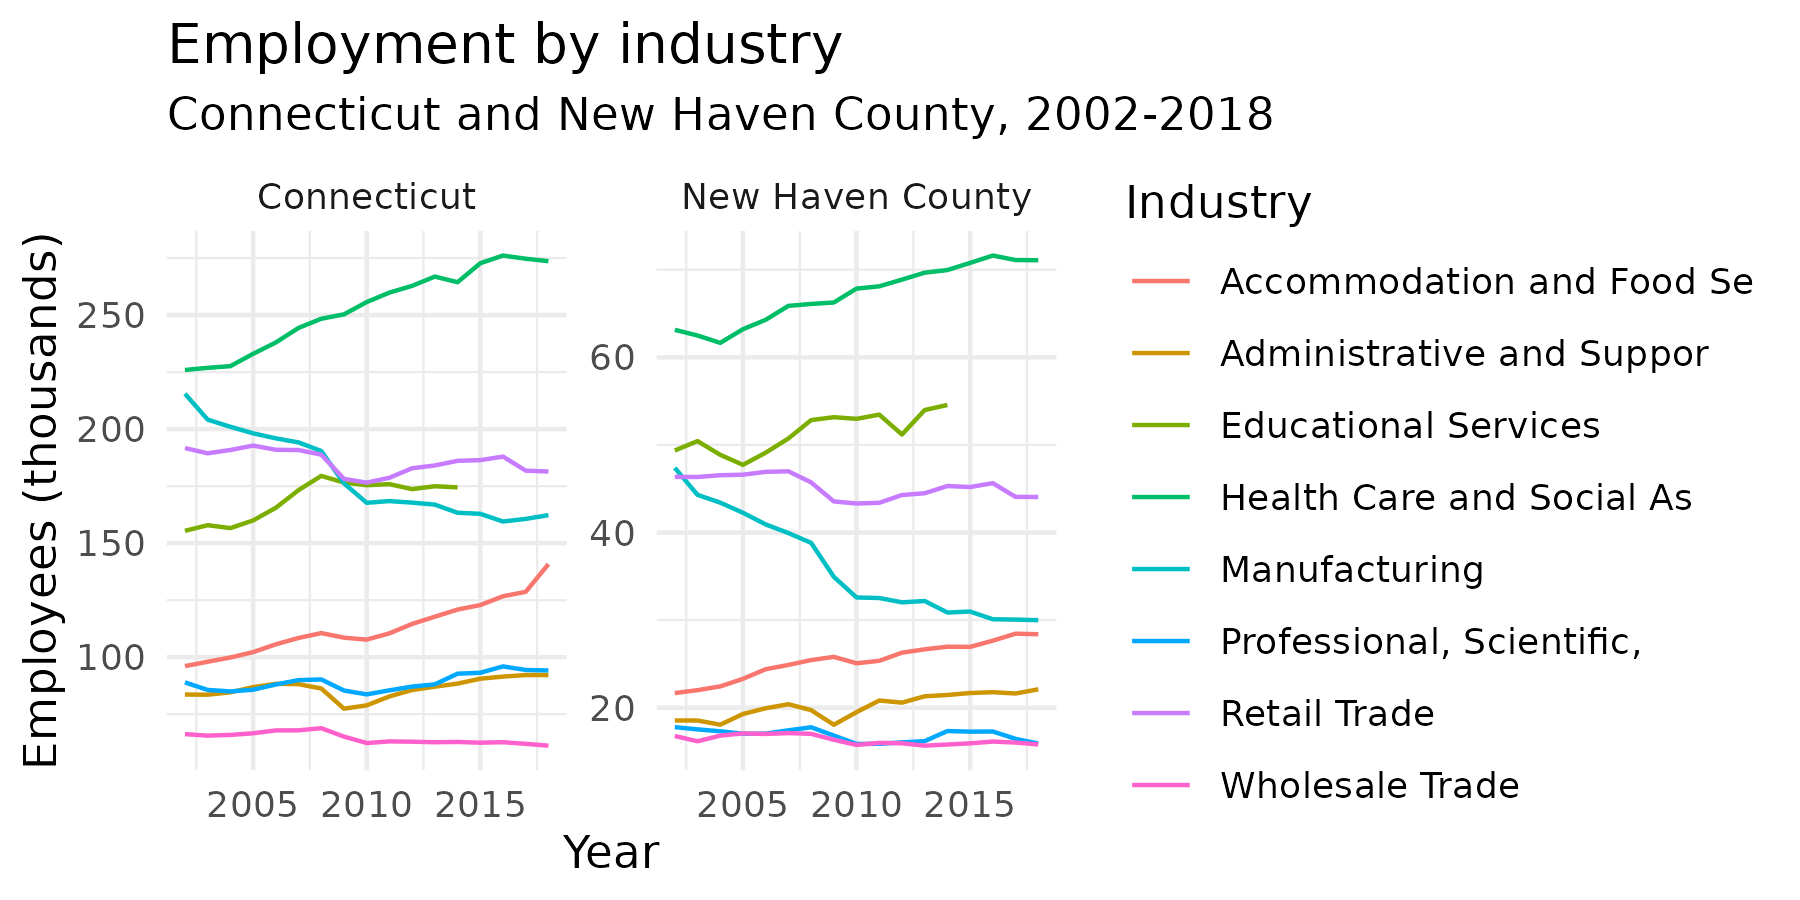 Employment by industry
Connecticut and New Haven County, 2002-2018
Connecticut
New Haven County
Employees (thousands)
250
200
150
100
60
40
20
2005 2010 2015
2005 2010 2015
Year
Industry
Accommodation and Food Se
Administrative and Suppor
Educational Services
Health Care and Social As
Manufacturing
Professional, Scientific,
Retail Trade
Wholesale Trade